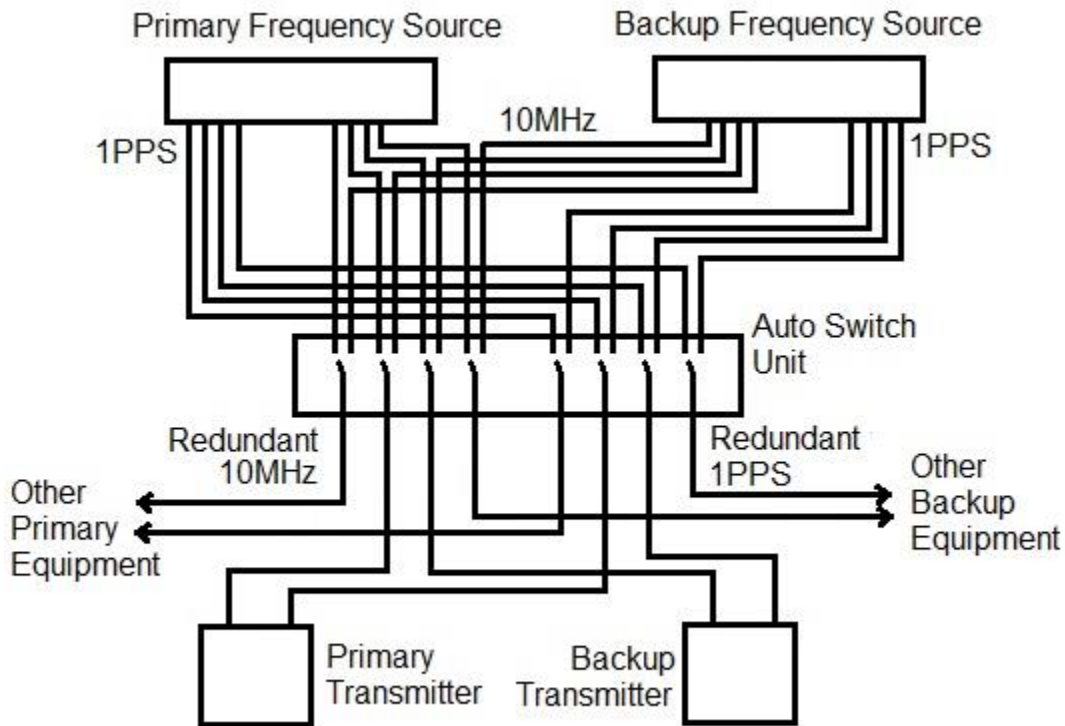 Primary Frequency Source
Backup Frequency Source
1PPS
10MHz
1PPS
Auto Switch
Unit
Redundant
10MHz
Redundant
1PPS
Other
Primary
Equipment
Other
Backup
Equipment
Primary
Transmitter
Backup
Transmitter